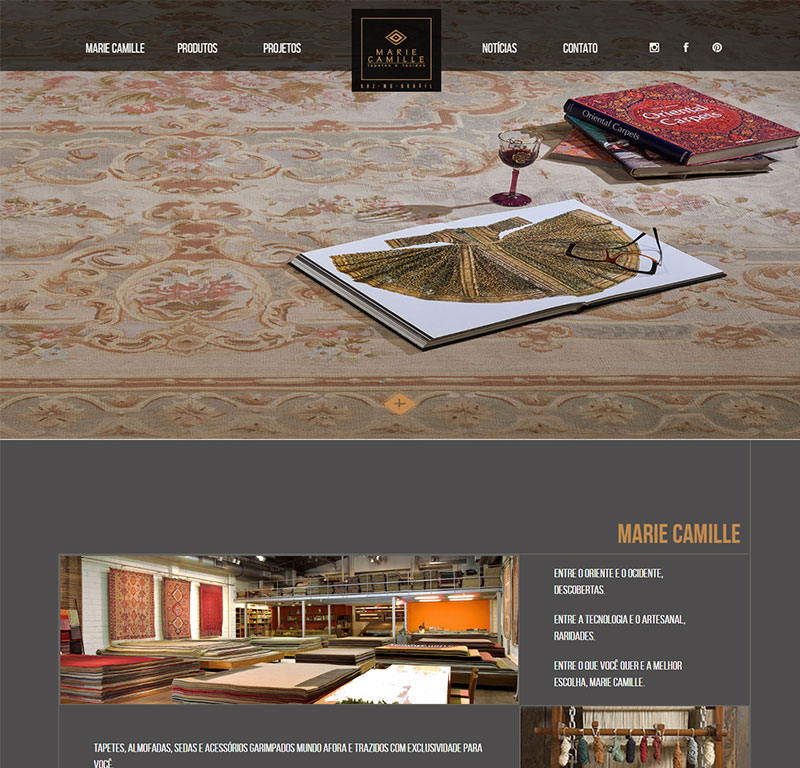 MARIE CAMILLE
PRODUTOS
PROJETOS
MARIE
CAMILLE
tapetes e tecidos
NOTÍCIAS
CONTATO
Oriental Carpets
Oriental
Carpets
MARIE CAMILLE
ENTRE O ORIENTE E O OCIDENTE,
DESCOBERTAS.
ENTRE A TECNOLOGIA E O ARTESANAL,
RARIDADES.
ENTRE O QUE VOCÊ QUER E A MELHOR
ESCOLHA, MARIE CAMILLE.
TAPETES, ALMOFADAS, SEDAS E ACESSÓRIOS GARIMPADOS MUNDO AFORA E TRAZIDOS COM EXCLUSIVIDADE PARA
VOCÊ.